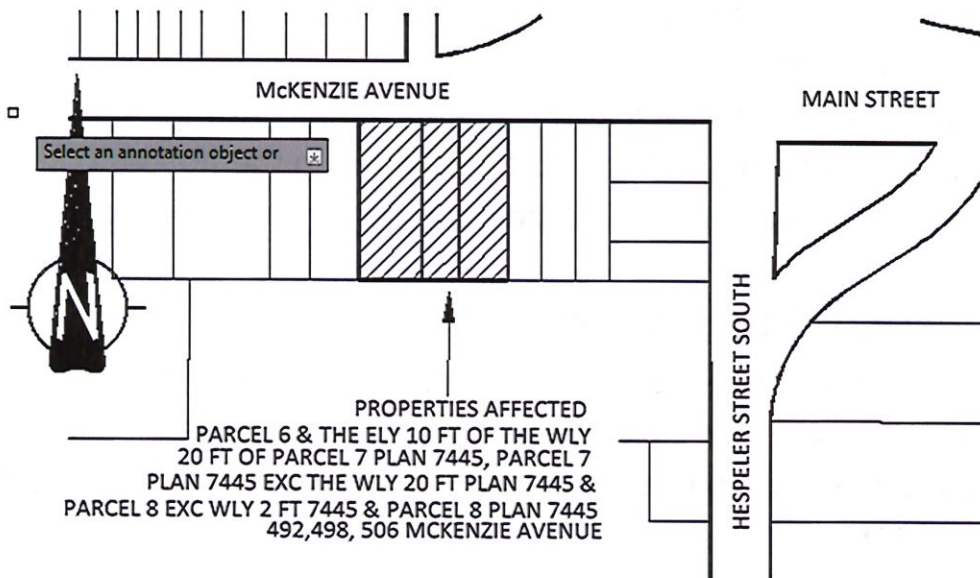 McKENZIE AVENUE
MAIN STREET
Select an annotation object or
N
HESPELER STREET SOUTH
PROPERTIES AFFECTED
PARCEL 6 & THE ELY 10 FT OF THE WLY
20 FT OF PARCEL 7 PLAN 7445, PARCEL 7
PLAN 7445 EXC THE WLY 20 FT PLAN 7445 &
PARCEL 8 EXC WLY 2 FT 7445 & PARCEL 8 PLAN 7445
492,498, 506 MCKENZIE AVENUE